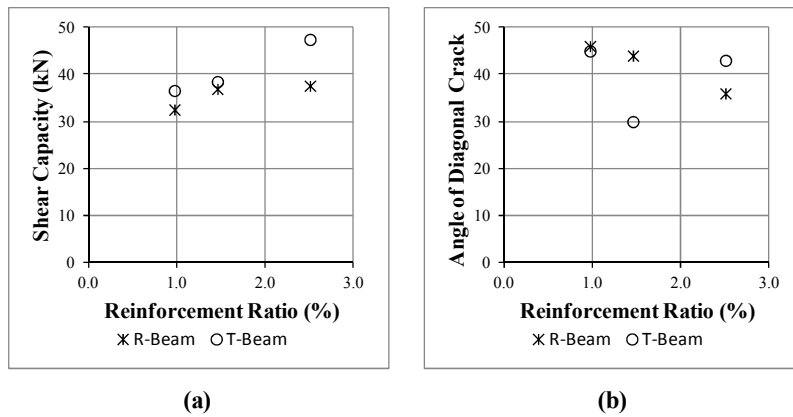 50
40
30
20
10
0
0.0 1.0 2.0 3.0
Shear Capacity (kN)
Reinforcement Ratio (%)
R-Beam T-Beam
(a)
50
40
30
20
10
0
0.0 1.0 2.0 3.0
Angle of Diagonal Crack
Reinforcement Ratio (%)
R-Beam T-Beam
(b)